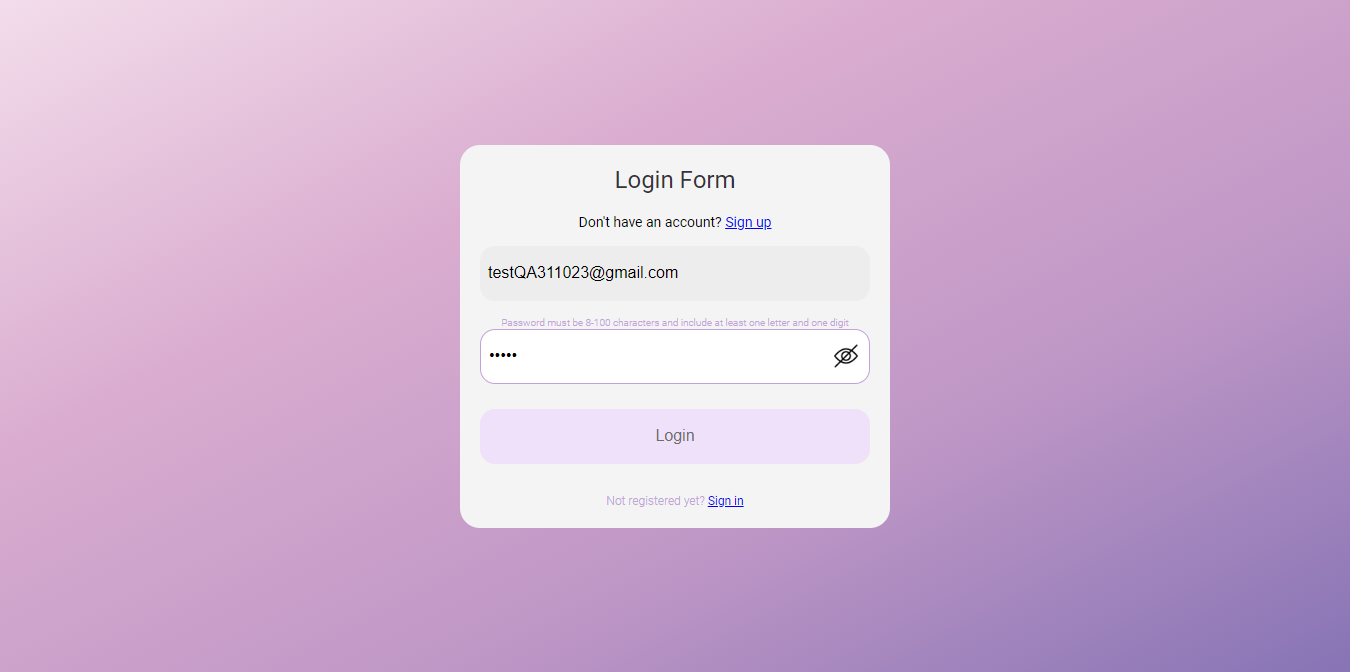 Login Form
Don't have an account? Sign up
testQA311023@gmail.com
Password must be 8-100 characters and include at least one letter and one digit
•••••
Login
Not registered yet? Sign in